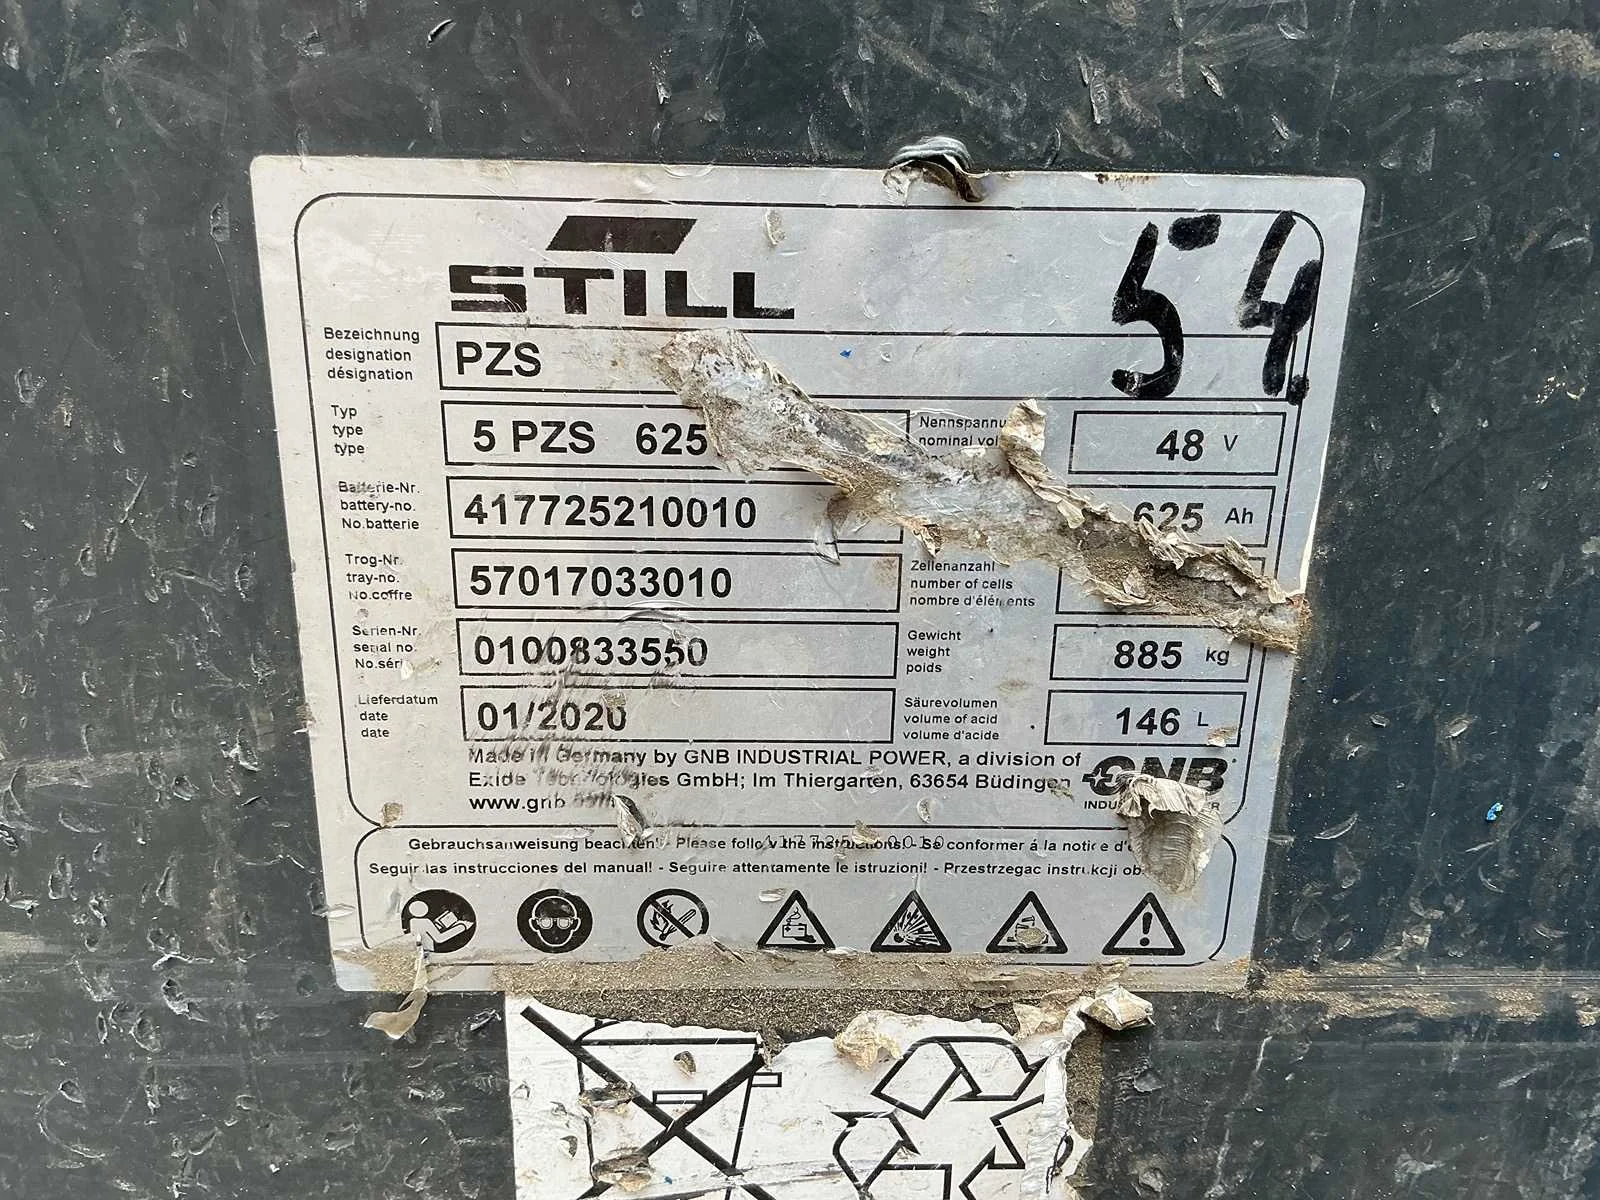 STILL
54
Bezeichnung
designation
désignation
PZS
Typ
type
type
5 PZS 625
nominal
48 V
Batterie-Nr.
battery-no.
No.batterie
417725210010
625 Ah
Trog-Nr.
tray-no.
No.coffre
57017033010
Zellenanzahl
number of cells
nombre d'éléments
Serien-Nr.
serial no.
0100833550
Gewicht
weight
poids
885 kg
Lieferdatum
date
date
01/2020
Säurevolumen
volume of acid
volume d'acide
146 L
Made in Germany by GNB INDUSTRIAL POWER, a division of
Exide Technologies GmbH; Im Thiergarten, 63654 Büdingen
www.gnb
GNB
Gebrauchsanweisung beachten! - Please follow the instructions! - Se conformer á la notice
Seguir las instrucciones del manual! - Seguire attentamente le istruzioni! - Przestrzegac instrukcji